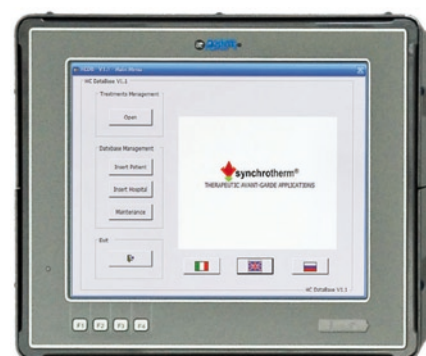 HC DataBase V1.1
Treatments Management
Open
Database Management
Insert Patient
Insert Hospital
Maintenance
Exit
synchrotherm®
THERAPEUTIC AVANT-GARDE APPLICATIONS
HC DataBase V1.1
F1 F2 F3 F4